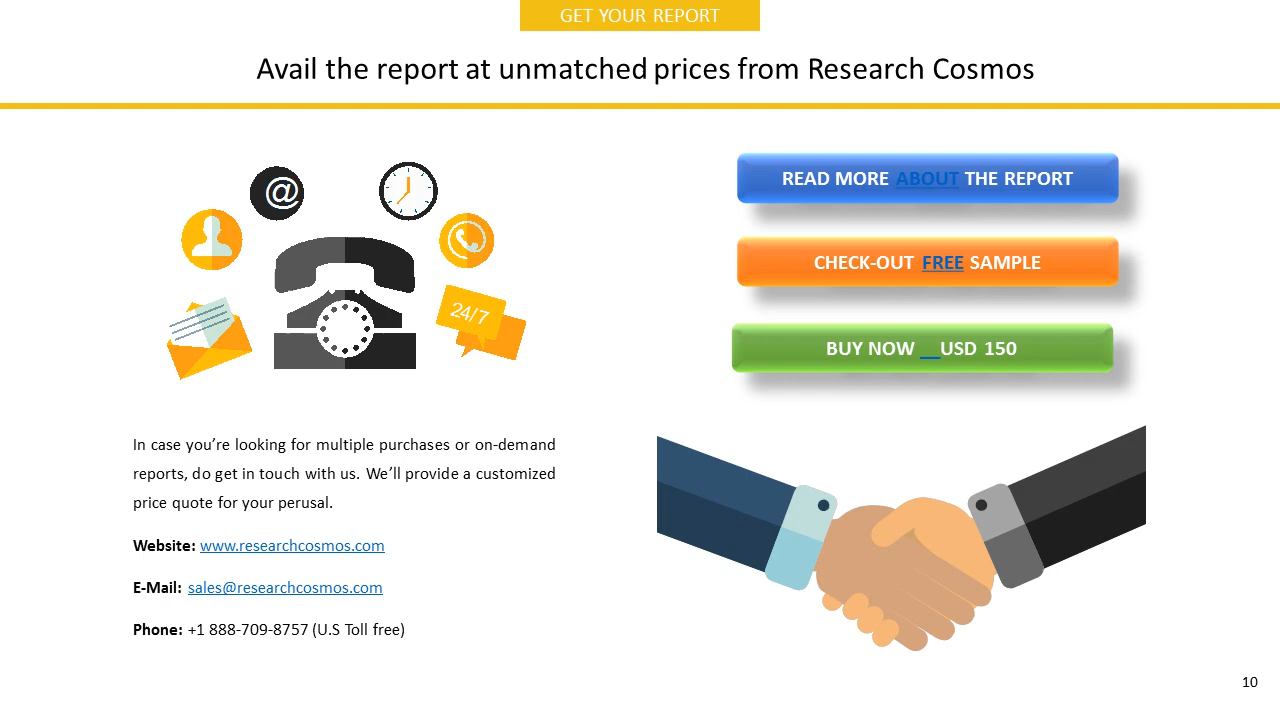 GET YOUR REPORT
Avail the report at unmatched prices from Research Cosmos
@
24/7
READ MORE ABOUT THE REPORT
CHECK-OUT FREE SAMPLE
BUY NOW __USD 150
In case you’re looking for multiple purchases or on-demand
reports, do get in touch with us. We’ll provide a customized
price quote for your perusal.
Website: www.researchcosmos.com
E-Mail: sales@researchcosmos.com
Phone: +1 888-709-8757 (U.S Toll free)
10